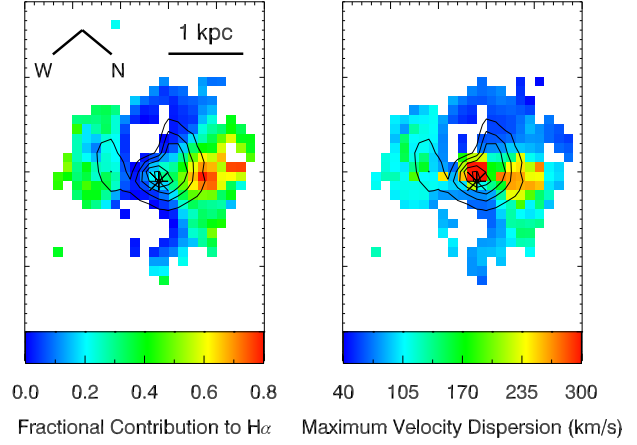 1 kpc
W N
0.0 0.2 0.4 0.6 0.8
40 105 170 235 300
Fractional Contribution to Hα
Maximum Velocity Dispersion (km/s)